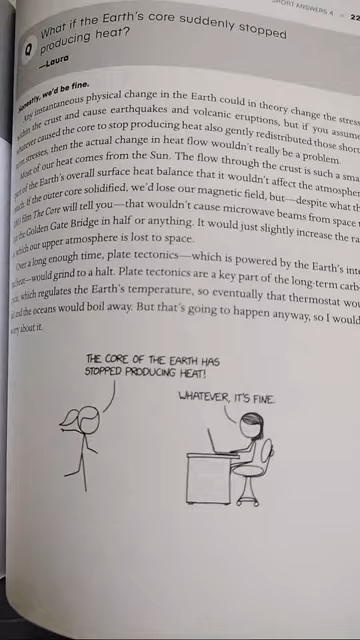 SHORT ANSWERS 4
22
Q
What if the Earth's core suddenly stopped
producing heat?
—Laura
Honestly, we'd be fine.
Any instantaneous physical change in the Earth could in theory change the stress
within the crust and cause earthquakes and volcanic eruptions, but if you assume
whatever caused the core to stop producing heat also gently redistributed those short
term stresses, then the actual change in heat flow wouldn't really be a problem.
Most of our heat comes from the Sun. The flow through the crust is such a sma
of the Earth's overall surface heat balance that it wouldn't affect the atmospher
If the outer core solidified, we'd lose our magnetic field, but—despite what th
film The Core will tell you—that wouldn't cause microwave beams from space t
the Golden Gate Bridge in half or anything. It would just slightly increase the ra
which our upper atmosphere is lost to space.
Over a long enough time, plate tectonics—which is powered by the Earth's inte
heat—would grind to a halt. Plate tectonics are a key part of the long-term carb
which regulates the Earth's temperature, so eventually that thermostat wou
and the oceans would boil away. But that's going to happen anyway, so I would
about it.
THE CORE OF THE EARTH HAS
STOPPED PRODUCING HEAT!
WHATEVER, IT'S FINE.